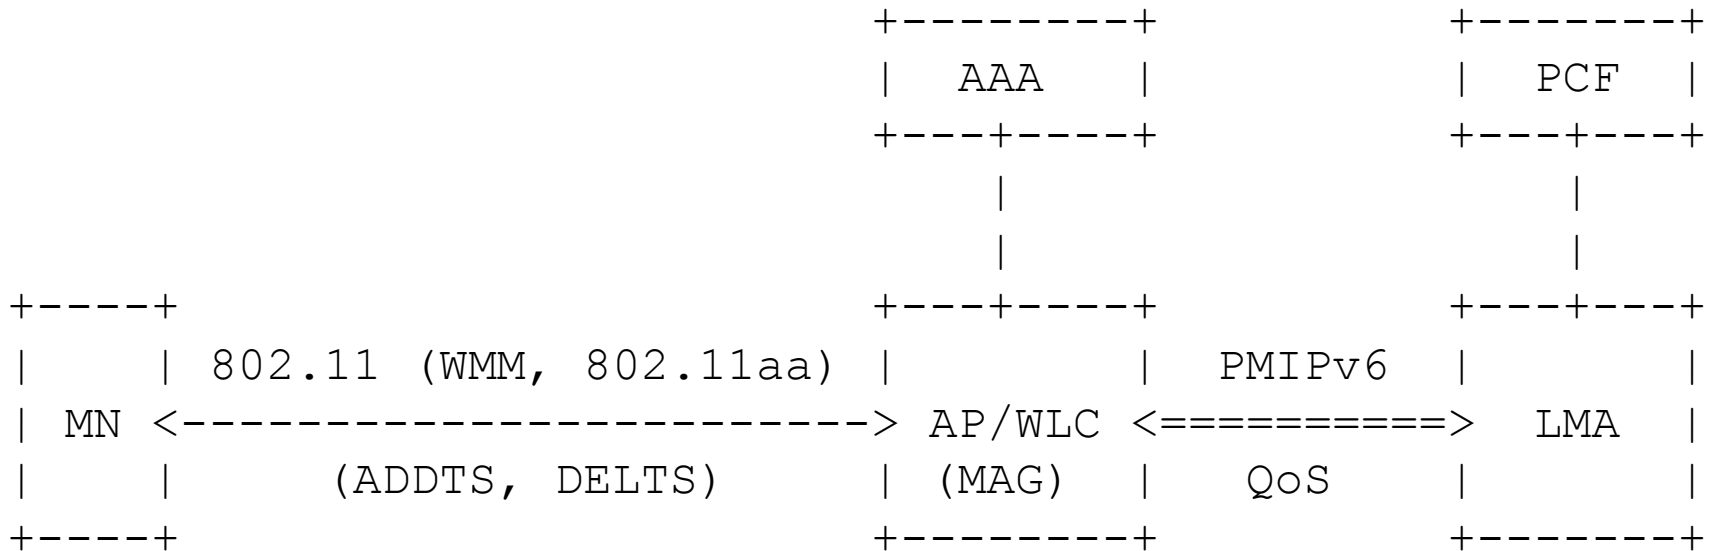 +--------+          +-------+
                              |  AAA   |          |  PCF  |
                              +---+----+          +---+---+
                                  |                   |
                                  |                   |
+----+                        +---+----+          +---+---+
|    | 802.11 (WMM, 802.11aa) |        |  PMIPv6  |       |
| MN <------------------------> AP/WLC <==========>  LMA  |
|    |     (ADDTS, DELTS)     | (MAG)  |   QoS    |       |
+----+                        +--------+          +-------+